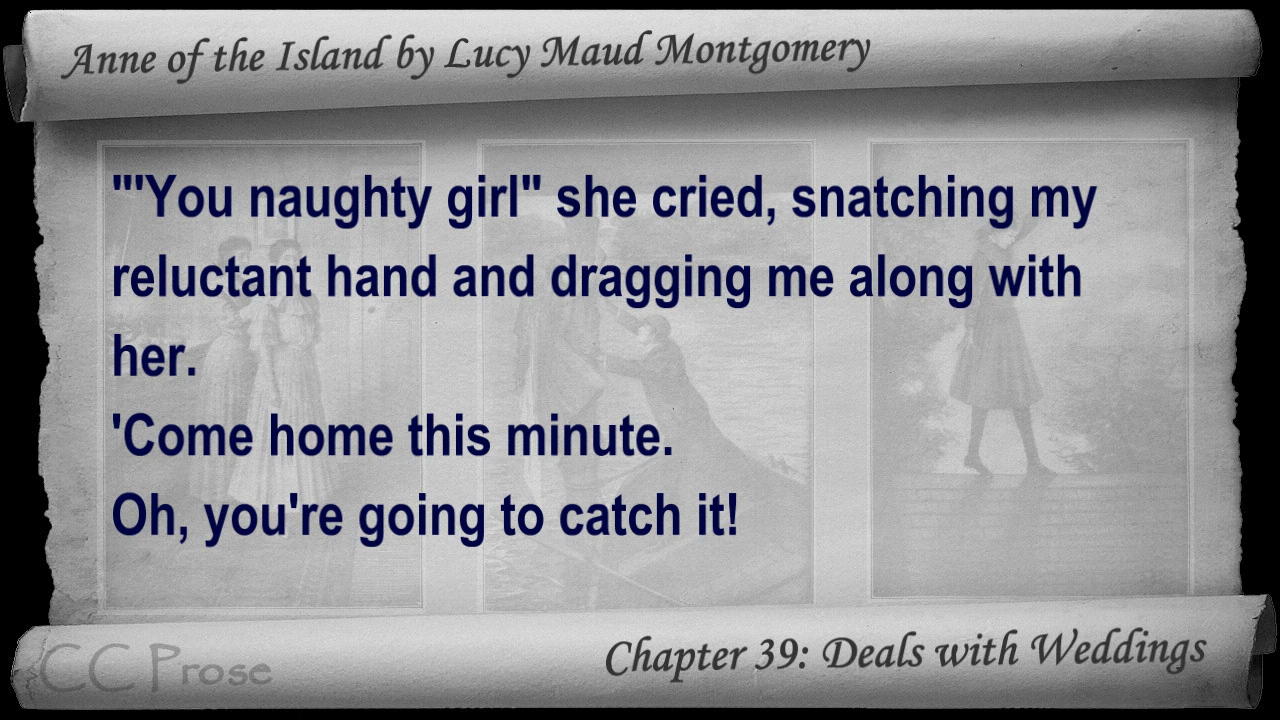 Anne of the Island by Lucy Maud Montgomery
"'You naughty girl" she cried, snatching my
reluctant hand and dragging me along with
her.
'Come home this minute.
Oh, you're going to catch it!
CC Prose
Chapter 39: Deals with Weddings